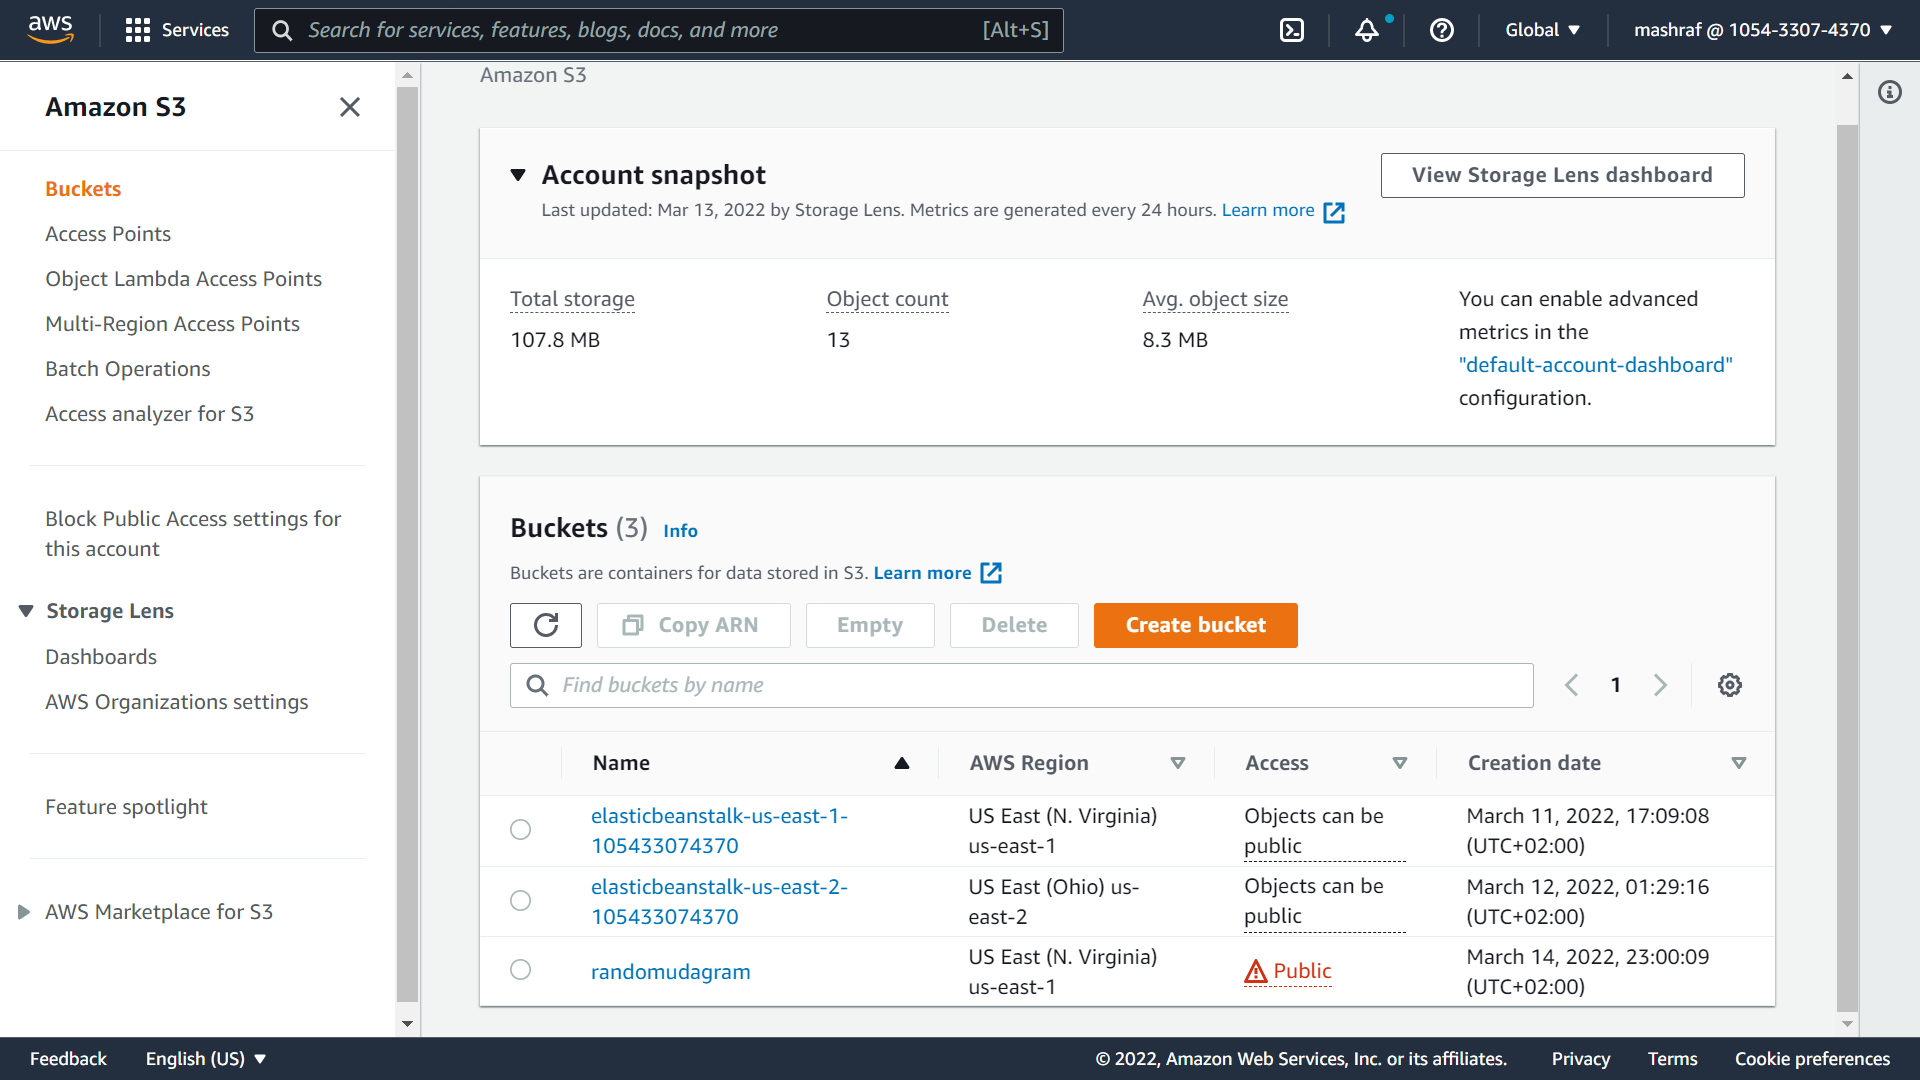 aws
Services
Search for services, features, blogs, docs, and more [Alt+S]
Global
mashraf @ 1054-3307-4370
Amazon S3
Buckets
Access Points
Object Lambda Access Points
Multi-Region Access Points
Batch Operations
Access analyzer for S3
Block Public Access settings for
this account
Storage Lens
Dashboards
AWS Organizations settings
Feature spotlight
AWS Marketplace for S3
Amazon S3
Account snapshot
View Storage Lens dashboard
Last updated: Mar 13, 2022 by Storage Lens. Metrics are generated every 24 hours. Learn more
Total storage
107.8 MB
Object count
13
Avg. object size
8.3 MB
You can enable advanced
metrics in the
"default-account-dashboard"
configuration.
Buckets (3) Info
Buckets are containers for data stored in S3. Learn more
Copy ARN
Empty
Delete
Create bucket
Find buckets by name
1
Name
AWS Region
Access
Creation date
elasticbeanstalk-us-east-1-
105433074370
US East (N. Virginia)
us-east-1
Objects can be
public
March 11, 2022, 17:09:08
(UTC+02:00)
elasticbeanstalk-us-east-2-
105433074370
US East (Ohio) us-
east-2
Objects can be
public
March 12, 2022, 01:29:16
(UTC+02:00)
randomudagram
US East (N. Virginia)
us-east-1
Public
March 14, 2022, 23:00:09
(UTC+02:00)
Feedback
English (US)
© 2022, Amazon Web Services, Inc. or its affiliates.
Privacy
Terms
Cookie preferences